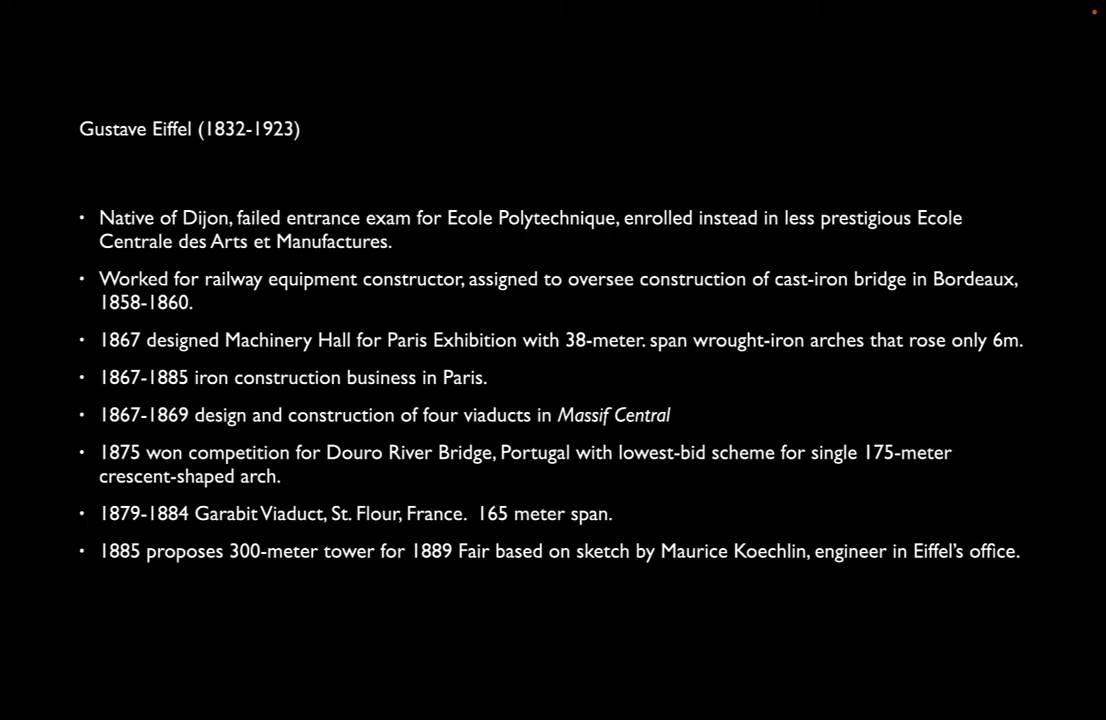 Gustave Eiffel (1832-1923)
• Native of Dijon, failed entrance exam for Ecole Polytechnique, enrolled instead in less prestigious Ecole
Centrale des Arts et Manufactures.
• Worked for railway equipment constructor, assigned to oversee construction of cast-iron bridge in Bordeaux,
1858-1860.
• 1867 designed Machinery Hall for Paris Exhibition with 38-meter. span wrought-iron arches that rose only 6m.
• 1867-1885 iron construction business in Paris.
• 1867-1869 design and construction of four viaducts in Massif Central
• 1875 won competition for Douro River Bridge, Portugal with lowest-bid scheme for single 175-meter
crescent-shaped arch.
• 1879-1884 Garabit Viaduct, St. Flour, France.  165 meter span.
• 1885 proposes 300-meter tower for 1889 Fair based on sketch by Maurice Koechlin, engineer in Eiffel's office.